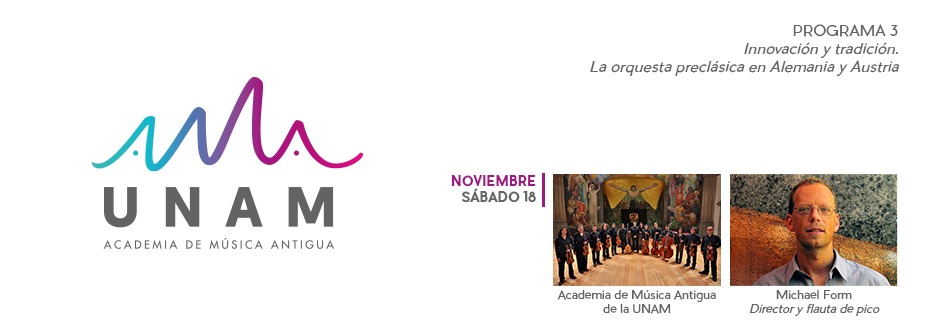 PROGRAMA 3
Innovación y tradición.
La orquesta preclásica en Alemania y Austria
AMA
UNAM
ACADEMIA DE MÚSICA ANTIGUA
NOVIEMBRE
SÁBADO 18
Academia de Música Antigua
de la UNAM
Michael Form
Director y flauta de pico